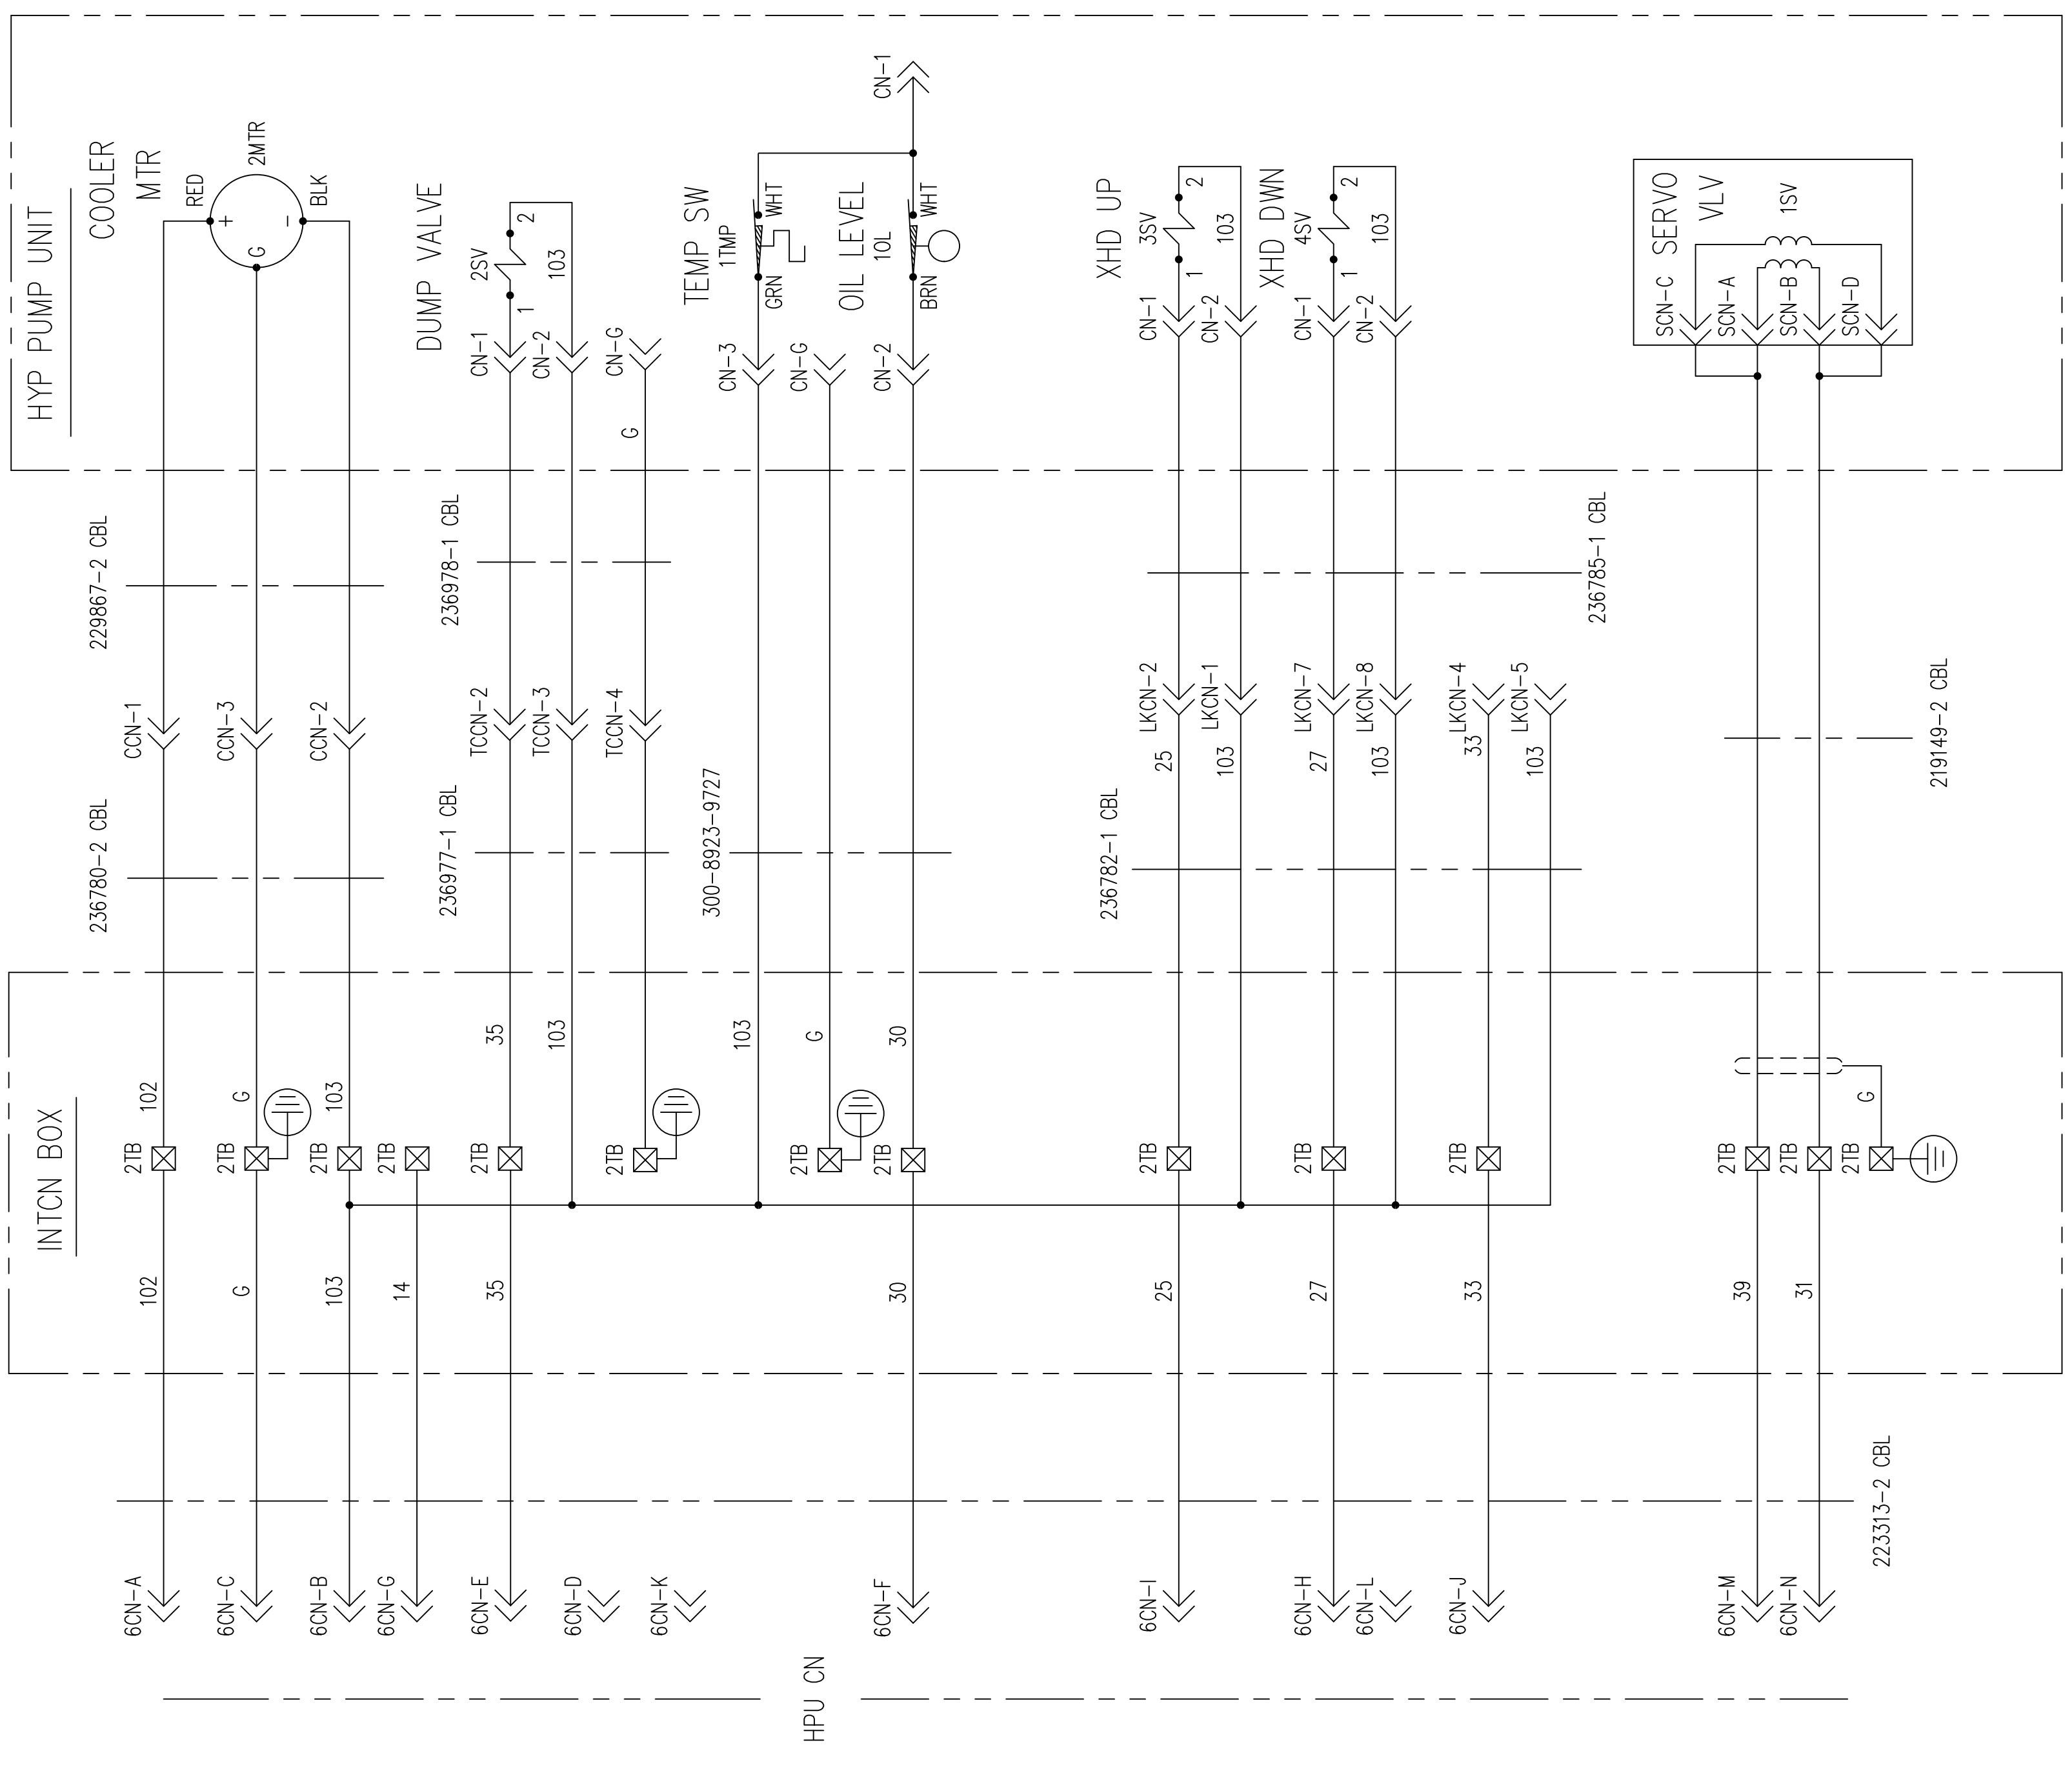 HYP PUMP UNIT
COOLER
MTR
RED
2MTR
BLK
+
G
-
DUMP VALVE
2SV
1
2
103
CN-1
CN-2
CN-G
G
TEMP SW
1TMP
WHT
GRN
CN-3
CN-G
OIL LEVEL
10L
WHT
BRN
CN-2
CN-1
XHD UP
3SV
2
1
103
CN-1
CN-2
XHD DWN
4SV
2
1
103
CN-1
CN-2
SERVO
VLV
1SV
SCN-C
SCN-A
SCN-B
SCN-D
229867-2 CBL
236978-1 CBL
236785-1 CBL
219149-2 CBL
CCN-1
CCN-3
CCN-2
TCCN-2
TCCN-3
TCCN-4
LKCN-2
LKCN-1
LKCN-7
LKCN-8
LKCN-4
LKCN-5
25
103
27
103
33
103
236780-2 CBL
236977-1 CBL
300-8923-9727
236782-1 CBL
INTCN BOX
102
G
103
35
103
103
G
30
G
2TB
2TB
2TB
2TB
2TB
2TB
2TB
2TB
2TB
2TB
2TB
2TB
2TB
2TB
102
G
103
14
35
30
25
27
33
39
31
223313-2 CBL
6CN-A
6CN-C
6CN-B
6CN-G
6CN-E
6CN-D
6CN-K
6CN-F
6CN-I
6CN-H
6CN-L
6CN-J
6CN-M
6CN-N
HPU CN